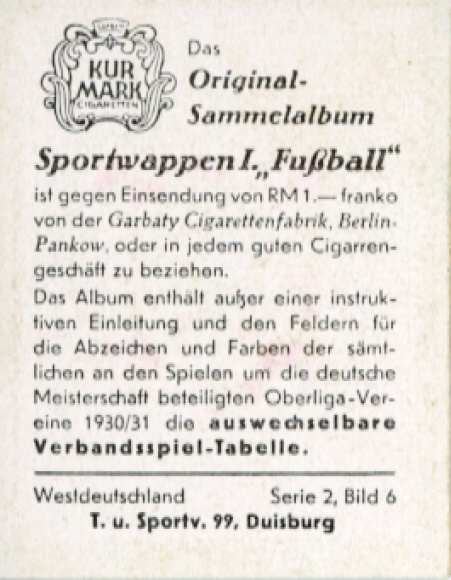 KUR
MARK
CIGARETTEN
Das
Original-
Sammelalbum
Sportwappen I. „Fußball“
ist gegen Einsendung von RM 1.— franko
von der Garbaty Cigarettenfabrik, Berlin-
Pankow, oder in jedem guten Cigarren-
geschäft zu beziehen.
Das Album enthält außer einer instruk-
tiven Einleitung und den Feldern für
die Abzeichen und Farben der sämt-
lichen an den Spielen um die deutsche
Meisterschaft beteiligten Oberliga-Ver-
eine 1930/31 die auswechselbare
Verbandsspiel-Tabelle.
Westdeutschland Serie 2, Bild 6
T. u. Sportv. 99, Duisburg